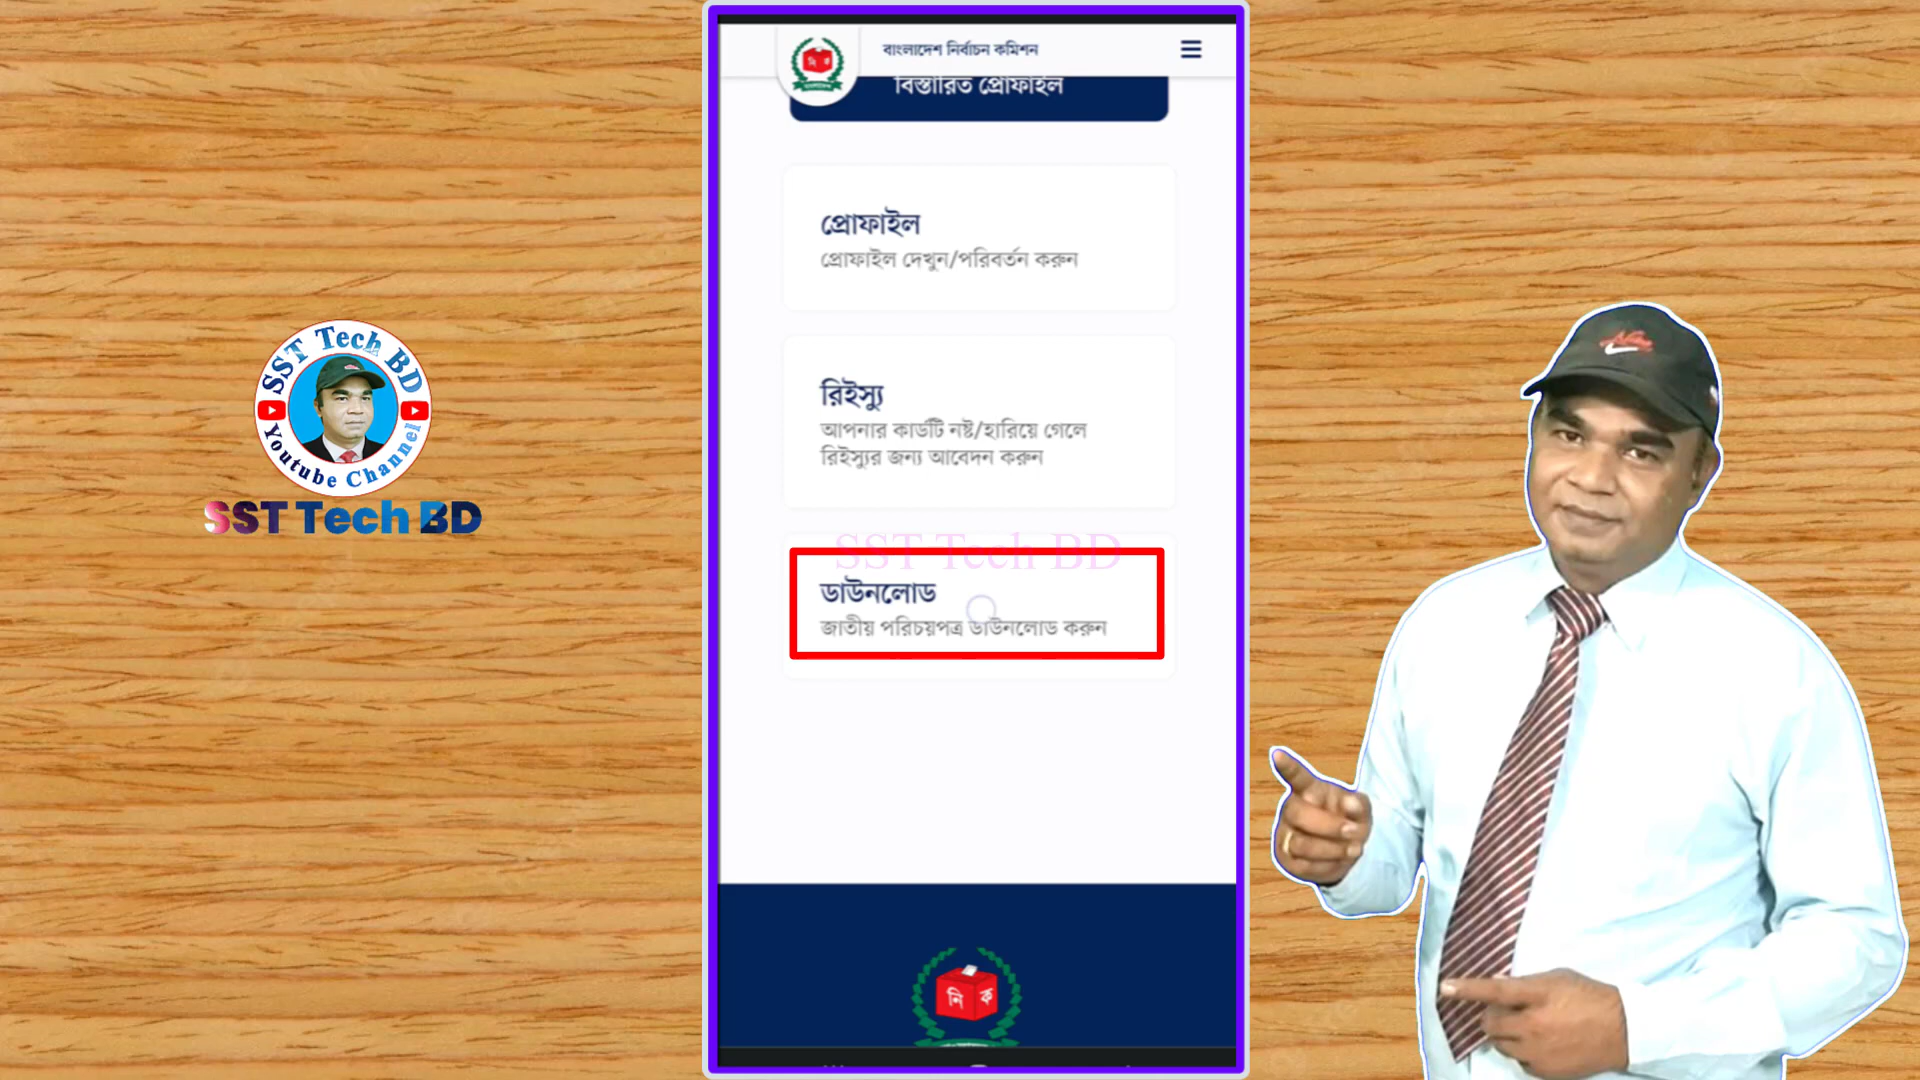 বাংলাদেশ নির্বাচন কমিশন
বিস্তারিত প্রোফাইল
প্রোফাইল
প্রোফাইল দেখুন/পরিবর্তন করুন
রিইস্যু
আপনার কার্ডটি নষ্ট/হারিয়ে গেলে
রিইস্যুর জন্য আবেদন করুন
SST Tech BD
ডাউনলোড
জাতীয় পরিচয়পত্র ডাউনলোড করুন
নি ক
SST Tech BD
Youtube Channel
SST Tech BD